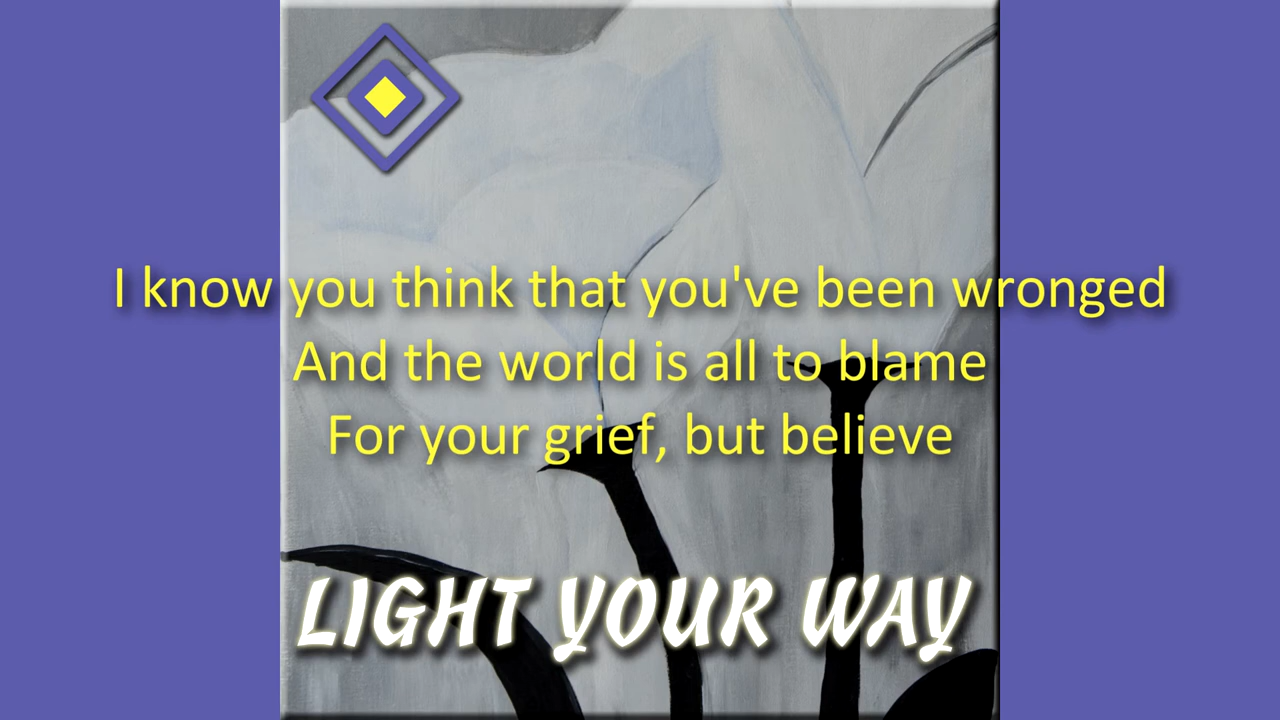 I know you think that you've been wronged
And the world is all to blame
For your grief, but believe
LIGHT YOUR WAY